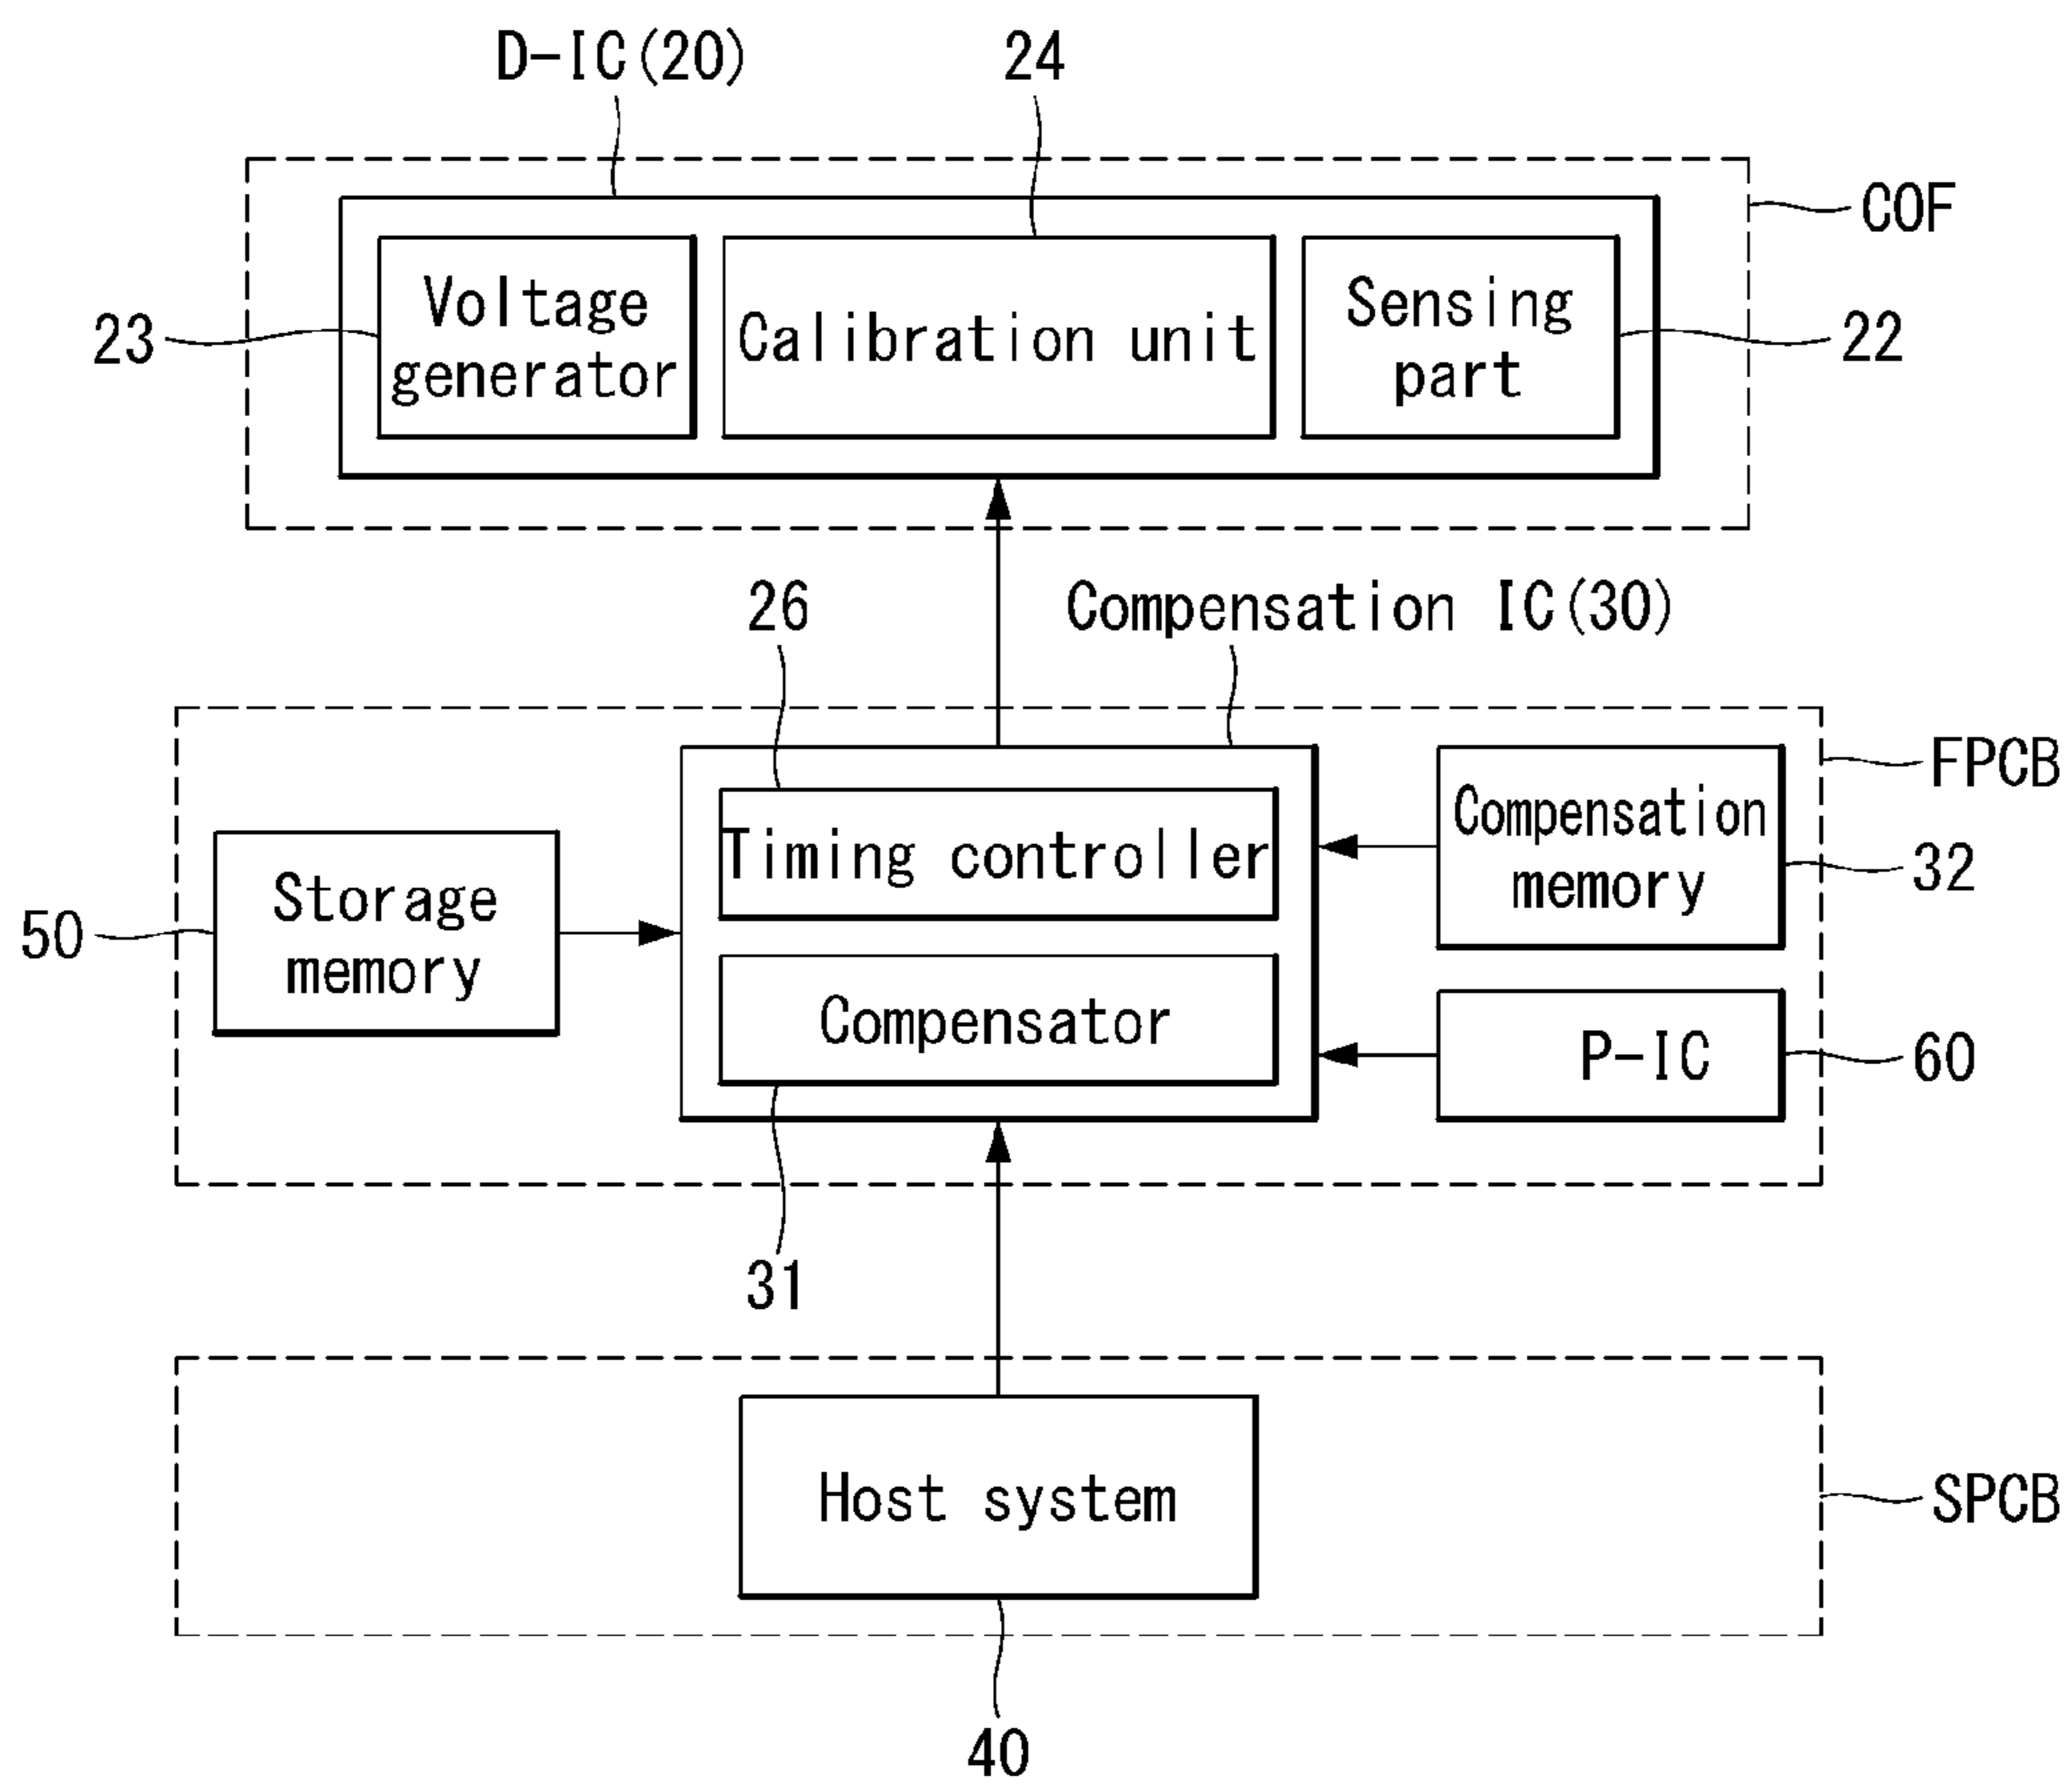 D-IC(20)
24
COF
Voltage
generator
Calibration unit
Sensing
part
23
22
26
Compensation IC(30)
FPCB
Timing controller
Compensation
memory
32
50
Storage
memory
Compensator
P-IC
60
31
Host system
SPCB
40